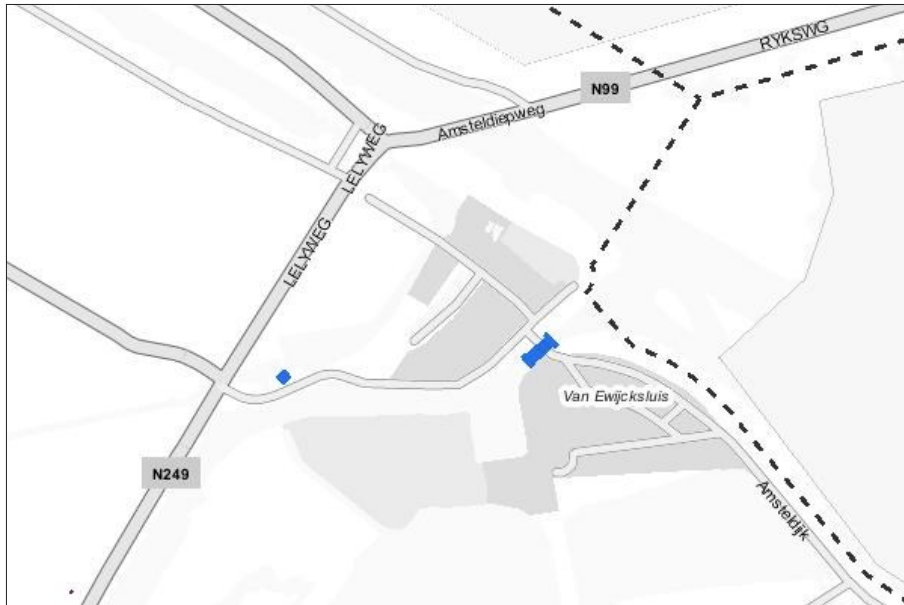 RYKSWG
N99
Amsteldiepweg
LELYWEG
LELYWEG
Van Ewijcksluis
N249
Amsteldijk